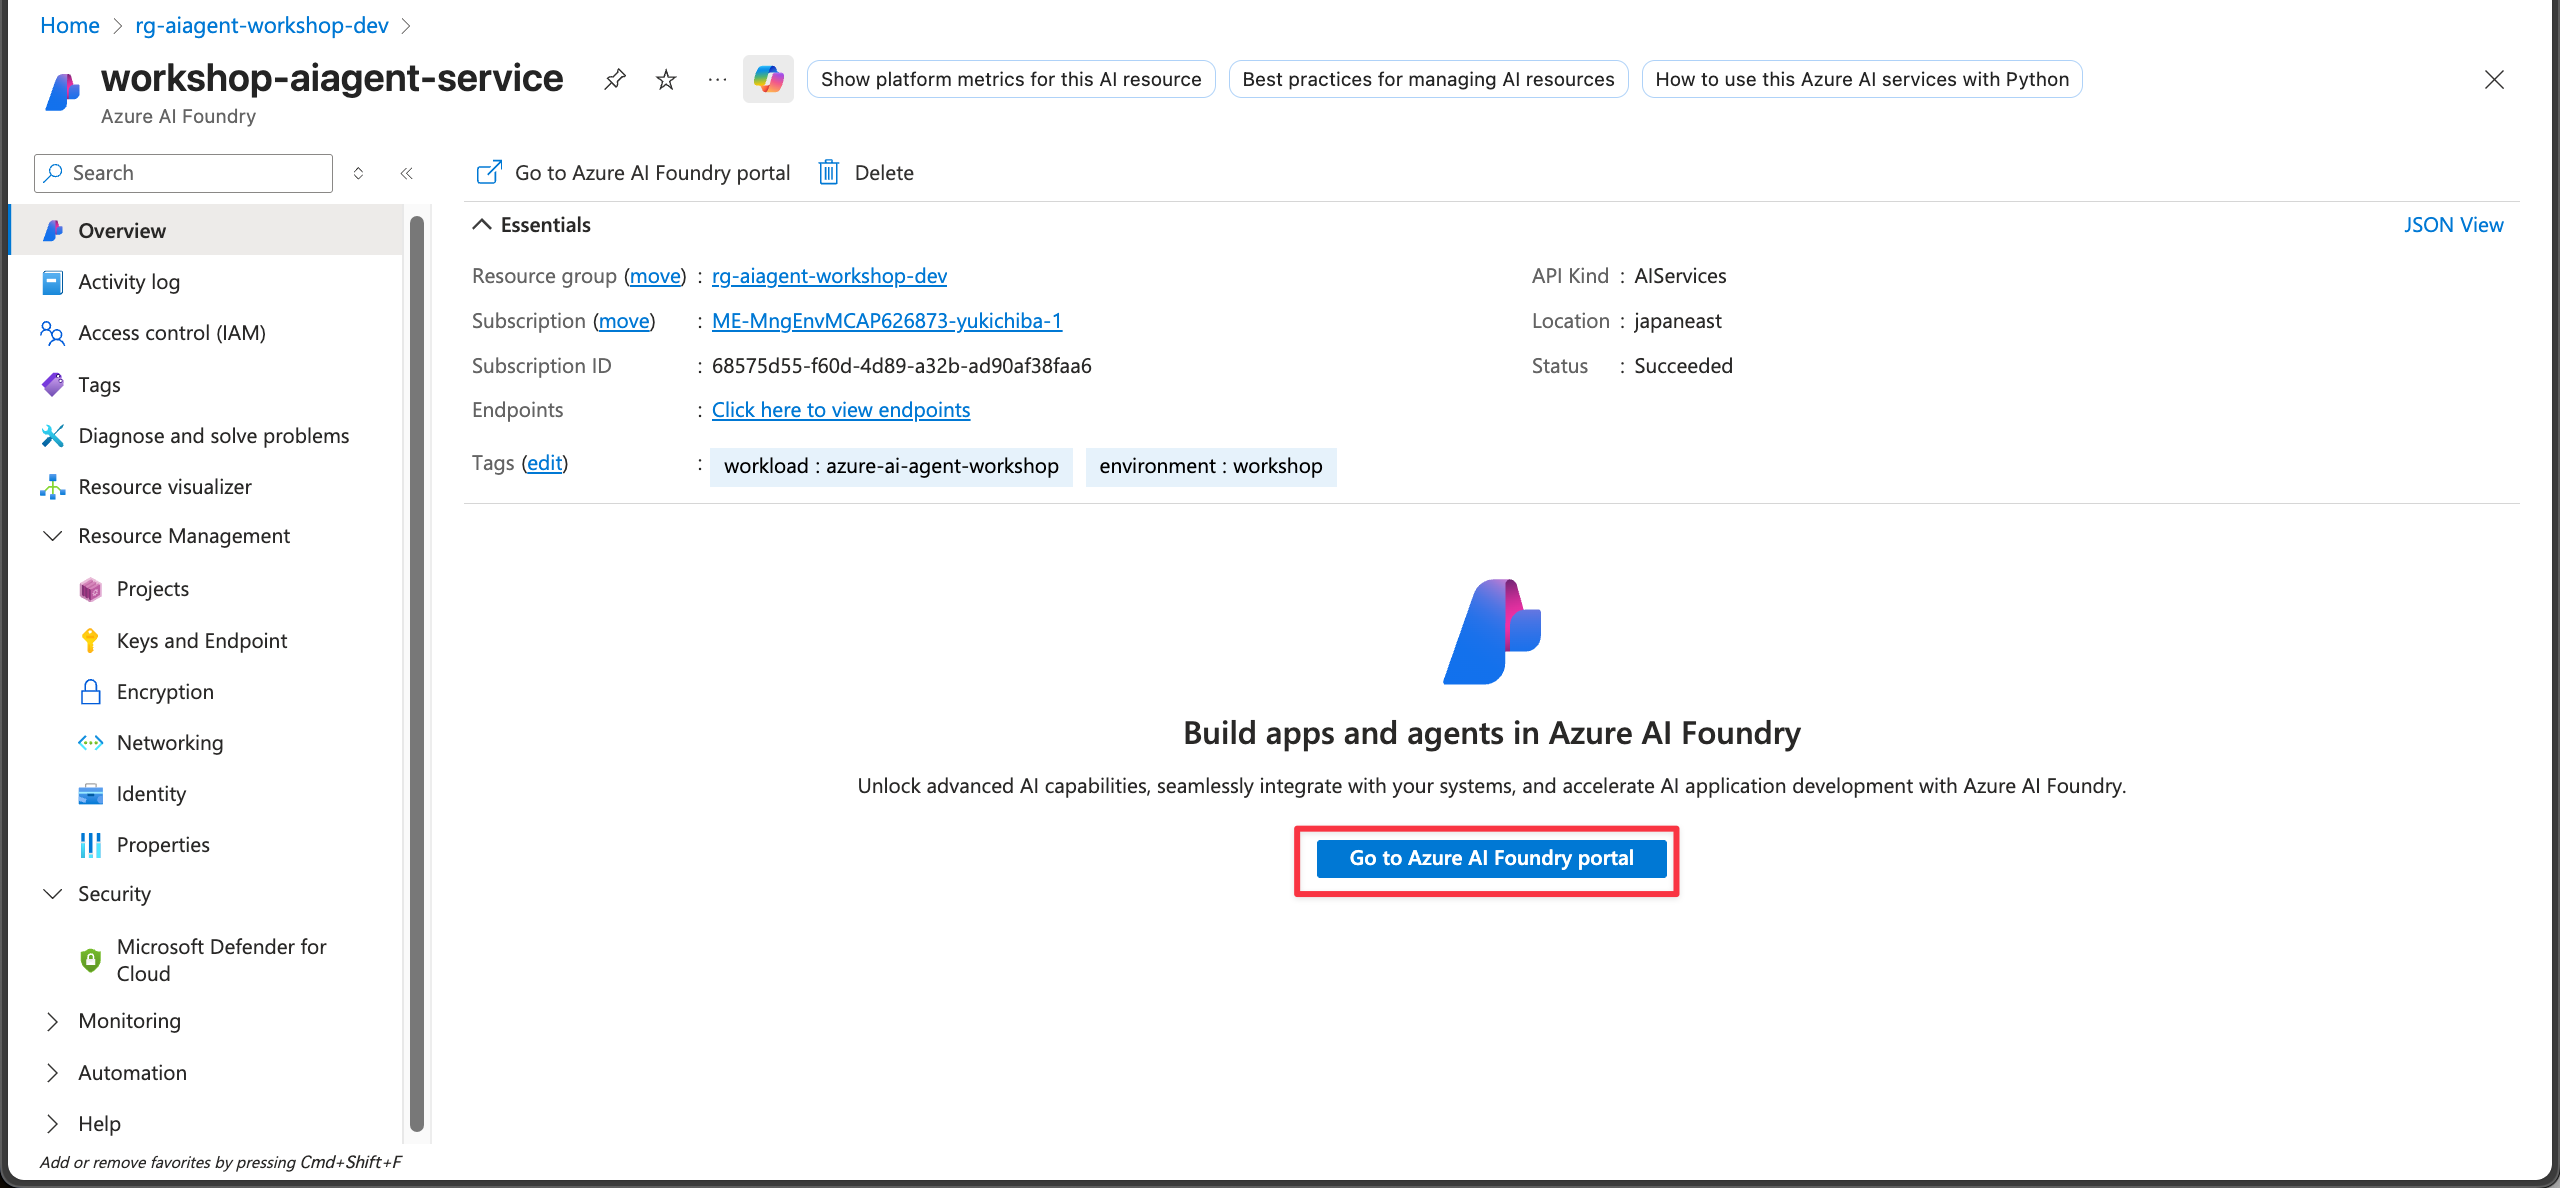 Home > rg-aiagent-workshop-dev >
workshop-aiagent-service
Azure AI Foundry
Show platform metrics for this AI resource
Best practices for managing AI resources
How to use this Azure AI services with Python
Search
Go to Azure AI Foundry portal
Delete
Overview
Activity log
Access control (IAM)
Tags
Diagnose and solve problems
Resource visualizer
Resource Management
Projects
Keys and Endpoint
Encryption
Networking
Identity
Properties
Security
Microsoft Defender for
Cloud
Monitoring
Automation
Help
Add or remove favorites by pressing Cmd+Shift+F
Essentials
JSON View
Resource group (move) : rg-aiagent-workshop-dev
Subscription (move) : ME-MngEnvMCAP626873-yukichiba-1
Subscription ID : 68575d55-f60d-4d89-a32b-ad90af38faa6
Endpoints : Click here to view endpoints
Tags (edit) : workload : azure-ai-agent-workshop environment : workshop
API Kind : AIServices
Location : japaneast
Status : Succeeded
Build apps and agents in Azure AI Foundry
Unlock advanced AI capabilities, seamlessly integrate with your systems, and accelerate AI application development with Azure AI Foundry.
Go to Azure AI Foundry portal